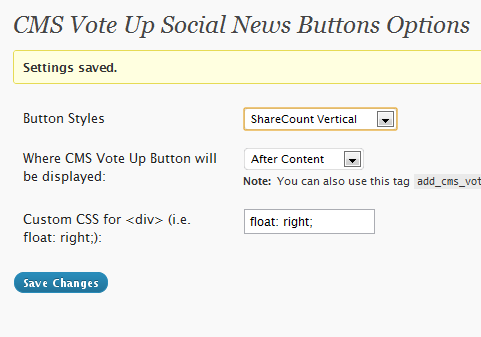 CMS Vote Up Social News Buttons Options
Settings saved.
Button Styles
ShareCount Vertical
Where CMS Vote Up Button will
be displayed:
After Content
Note: You can also use this tag add_cms_vot
Custom CSS for <div> (i.e.
float: right;):
float: right;
Save Changes